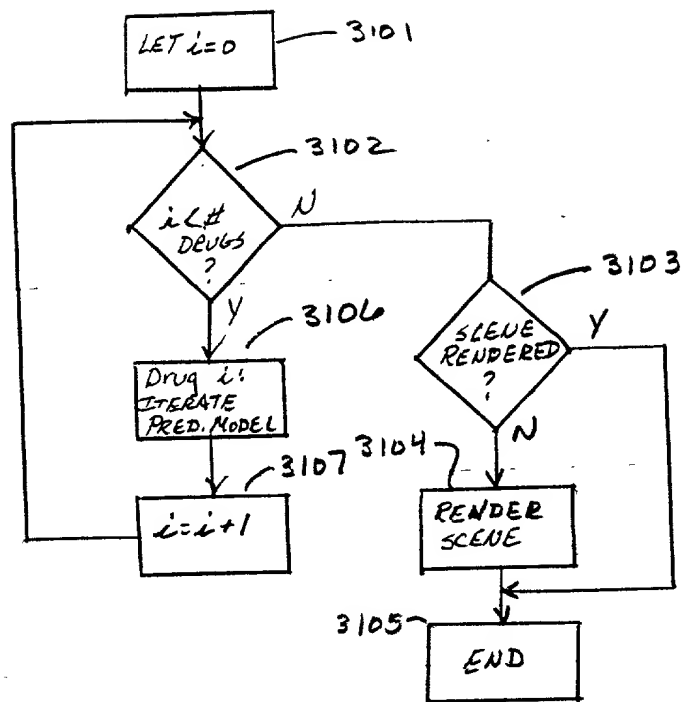 LET i=0
3101
3102
i<#
DRUGS
?
N
Y
3103
SCENE
RENDERED
?
Y
N
3106
Drug i:
ITERATE
PRED. MODEL
3107
i=i+1
3104
RENDER
SCENE
3105
END